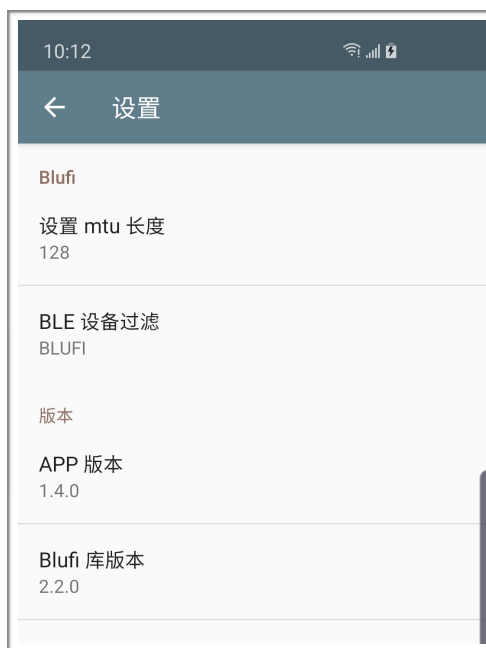 10:12
设置
Blufi
设置 mtu 长度
128
BLE 设备过滤
BLUFI
版本
APP 版本
1.4.0
Blufi 库版本
2.2.0